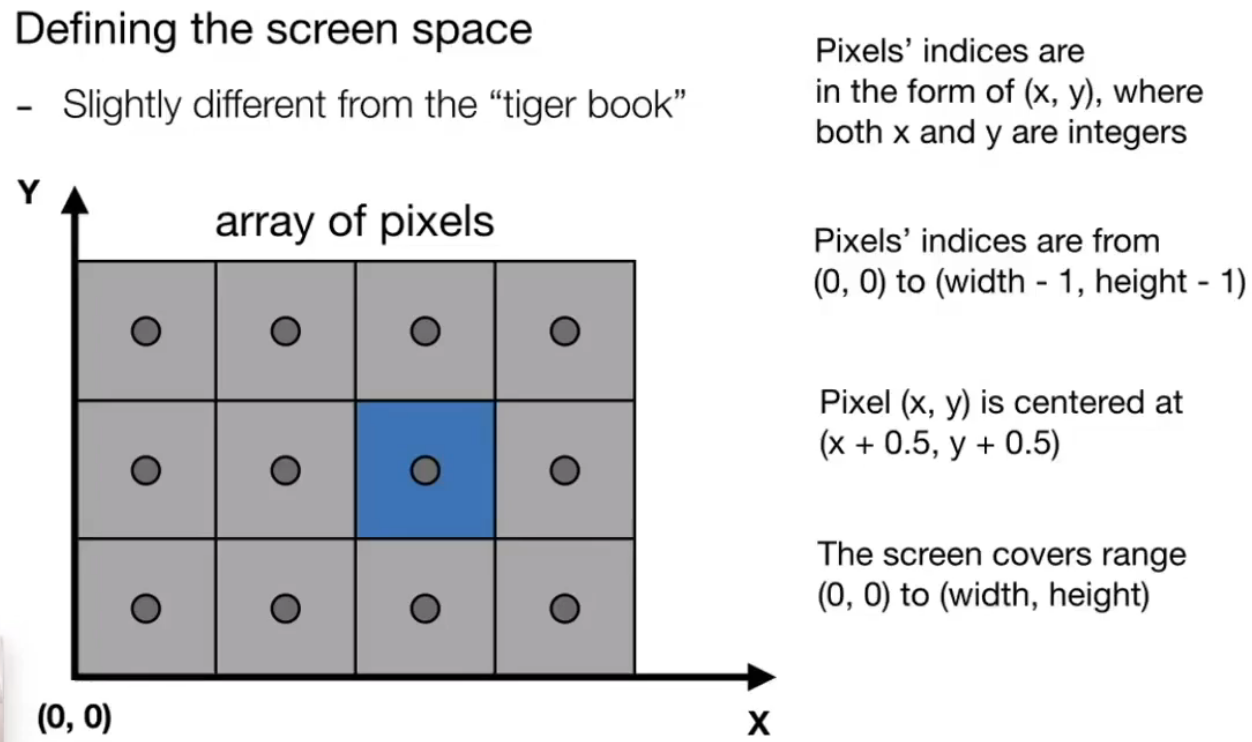 Defining the screen space
- Slightly different from the “tiger book”
Y
array of pixels
(0, 0)
X
Pixels’ indices are
in the form of (x, y), where
both x and y are integers
Pixels’ indices are from
(0, 0) to (width - 1, height - 1)
Pixel (x, y) is centered at
(x + 0.5, y + 0.5)
The screen covers range
(0, 0) to (width, height)